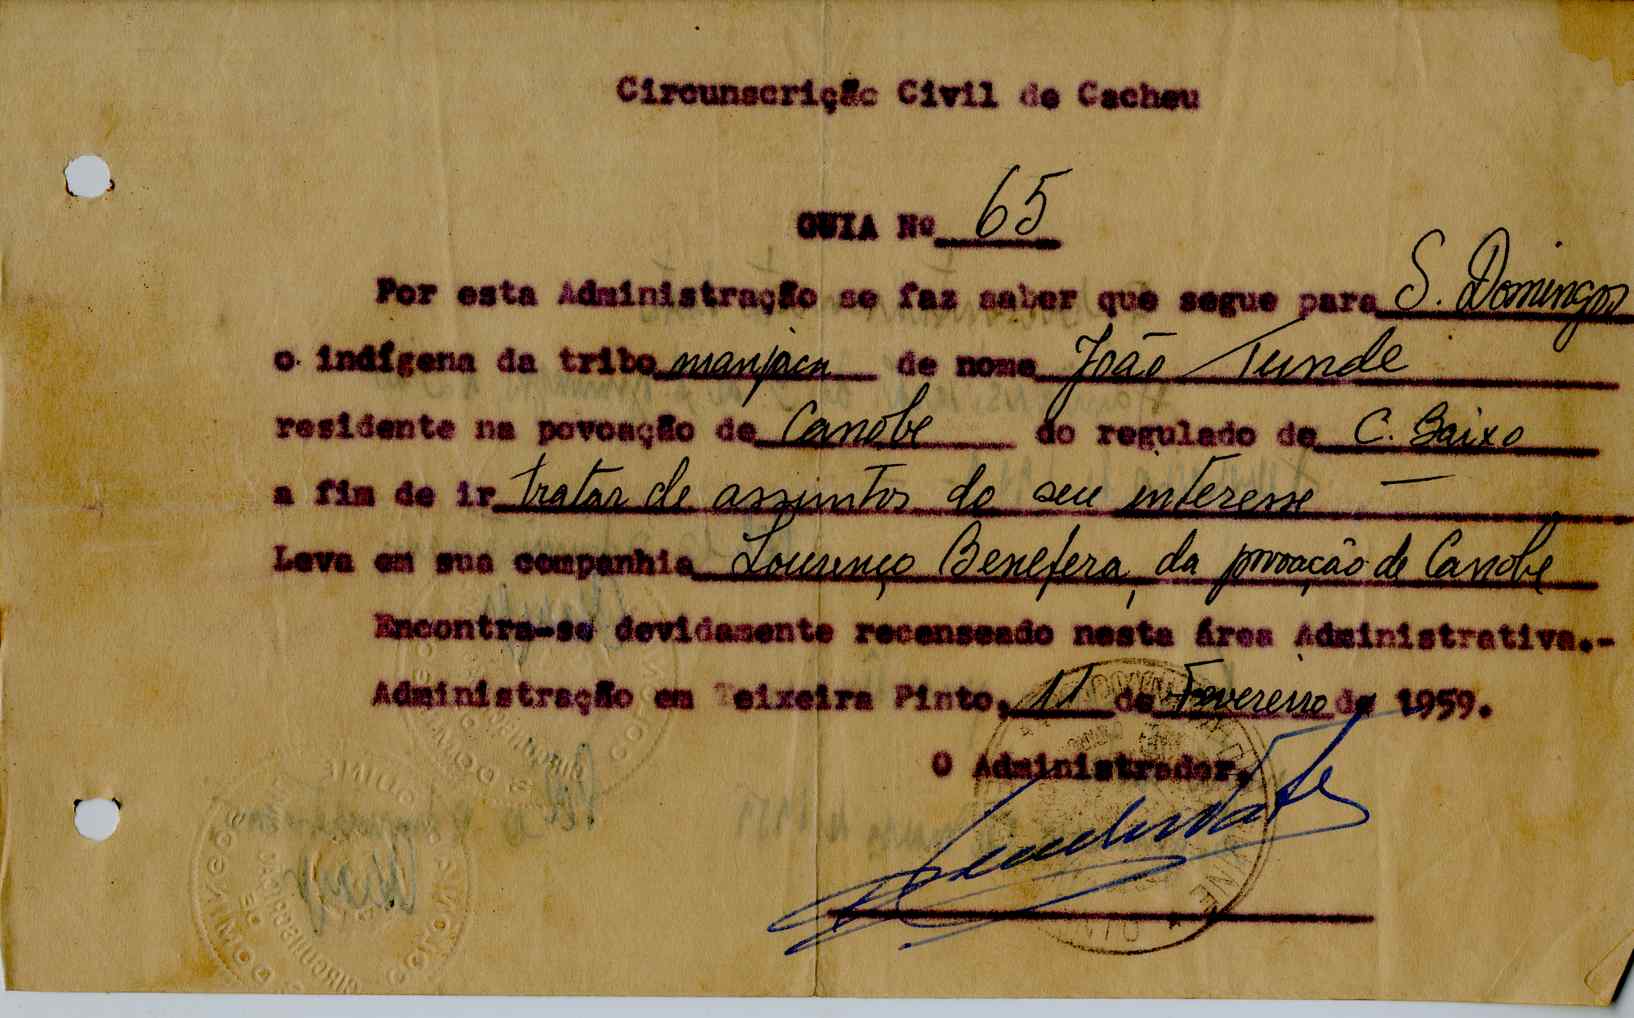 Circunscrição Civil de Cacheu
GUIA Nº 65
Por esta Administração se faz saber que segue para S. Domingos
o indígena da tribo manjaca de nome João Tunde
residente na povoação de Canobe do regulado de C. Baixo
a fim de ir tratar de assuntos do seu interesse —
Leva em sua companhia Lourenço Benefera, da povoação de Canobe
Encontra-se devidamente recenseado nesta área Administrativa.-
Administração em Teixeira Pinto, 11 de Fevereiro de 1959.
O Administrador,